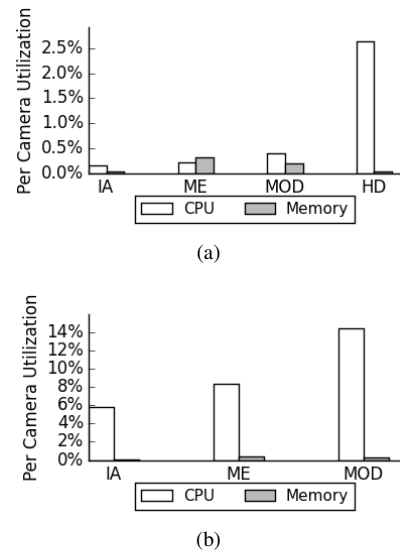 Per Camera Utilization
2.5%
2.0%
1.5%
1.0%
0.5%
0.0%
IA ME MOD HD
CPU Memory
(a)
Per Camera Utilization
14%
12%
10%
8%
6%
4%
2%
0%
IA ME MOD
CPU Memory
(b)